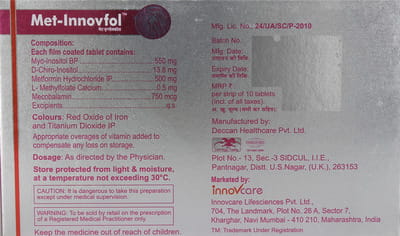 Met-Innovfol™
Composition:
Each film coated tablet contains:
Myo-Inositol BP 550 mg
D-Chiro-Inositol 13.8 mg
Metformin Hydrochloride IP 500 mg
L- Methylfolate Calcium 0.5 mg
Mecobalamin 750 mcg
Excipients q.s
Colours: Red Oxide of Iron
and Titanium Dioxide IP
Appropriate overages of vitamin added to
compensate any loss on storage.
Dosage: As directed by the Physician.
Store protected from light & moisture,
at a temperature not exceeding 30°C.
CAUTION: It is dangerous to take this preparation
except under medical supervision.
WARNING: To be sold by retail on the prescription
of a Registered Medical Practitioner only.
Keep the medicine out of reach of children.
Mfg. Lic. No., 24/UA/SC/P-2010
Batch No.
Mfg. Date:
Expiry Date:
MRP ₹
per strip of 10 tablets
(incl. of all taxes).
Manufactured by:
Deccan Healthcare Pvt. Ltd.
Plot No - 13, Sec.-3 SIDCUL, I.I.E.,
Pantnagar, Distt. U.S.Nagar, (U.K.), 263153
Marketed by:
innovcare
Innovcare Lifesciences Pvt. Ltd.,
704, The Landmark, Plot No. 26 A, Sector 7,
Kharghar, Navi Mumbai - 410 210, Maharashtra, India
TM: Trademark Under Registration